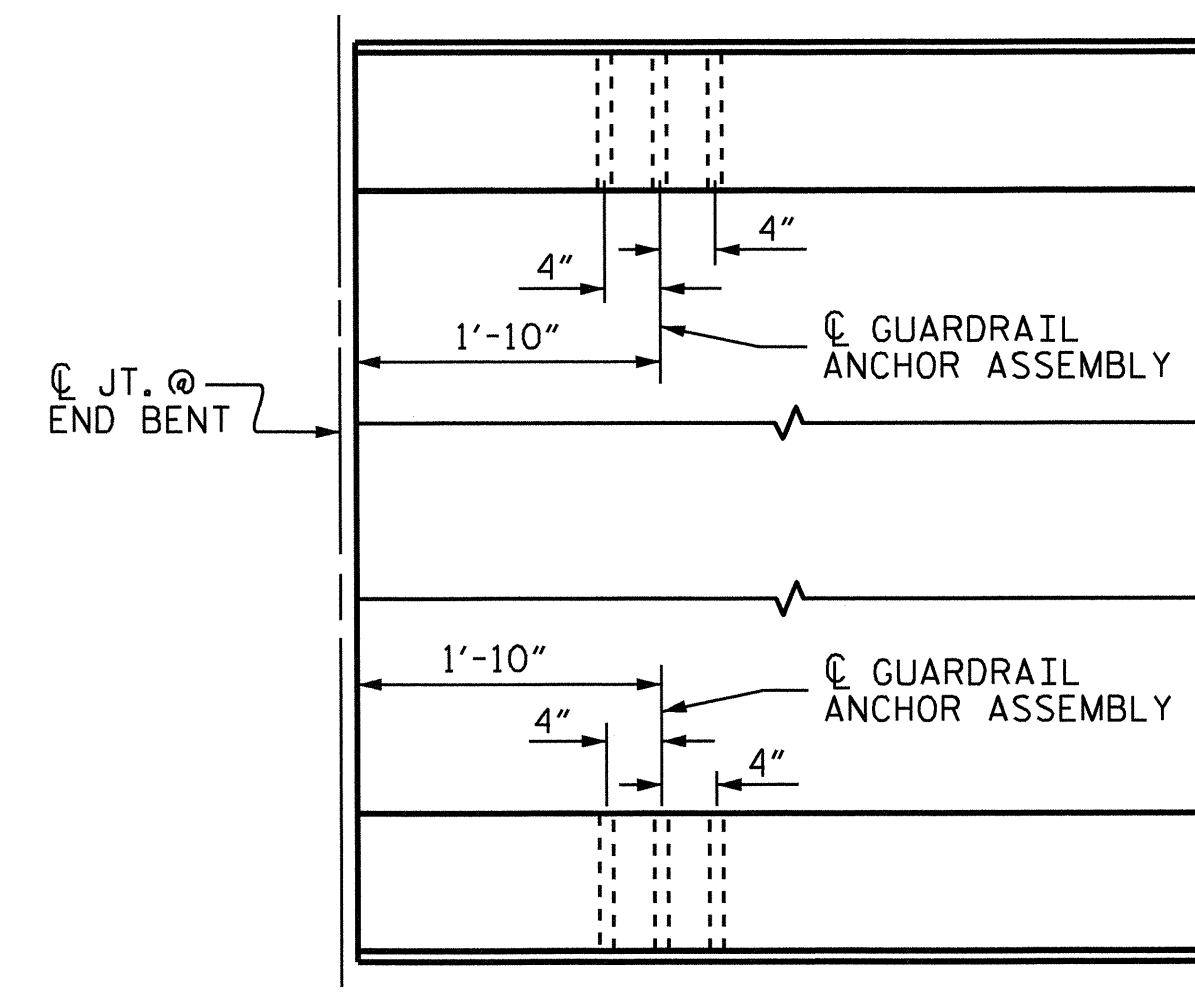 4"
4"
1'-10"
℄ GUARDRAIL
ANCHOR ASSEMBLY
℄ JT. @
END BENT
1'-10"
℄ GUARDRAIL
ANCHOR ASSEMBLY
4"
4"